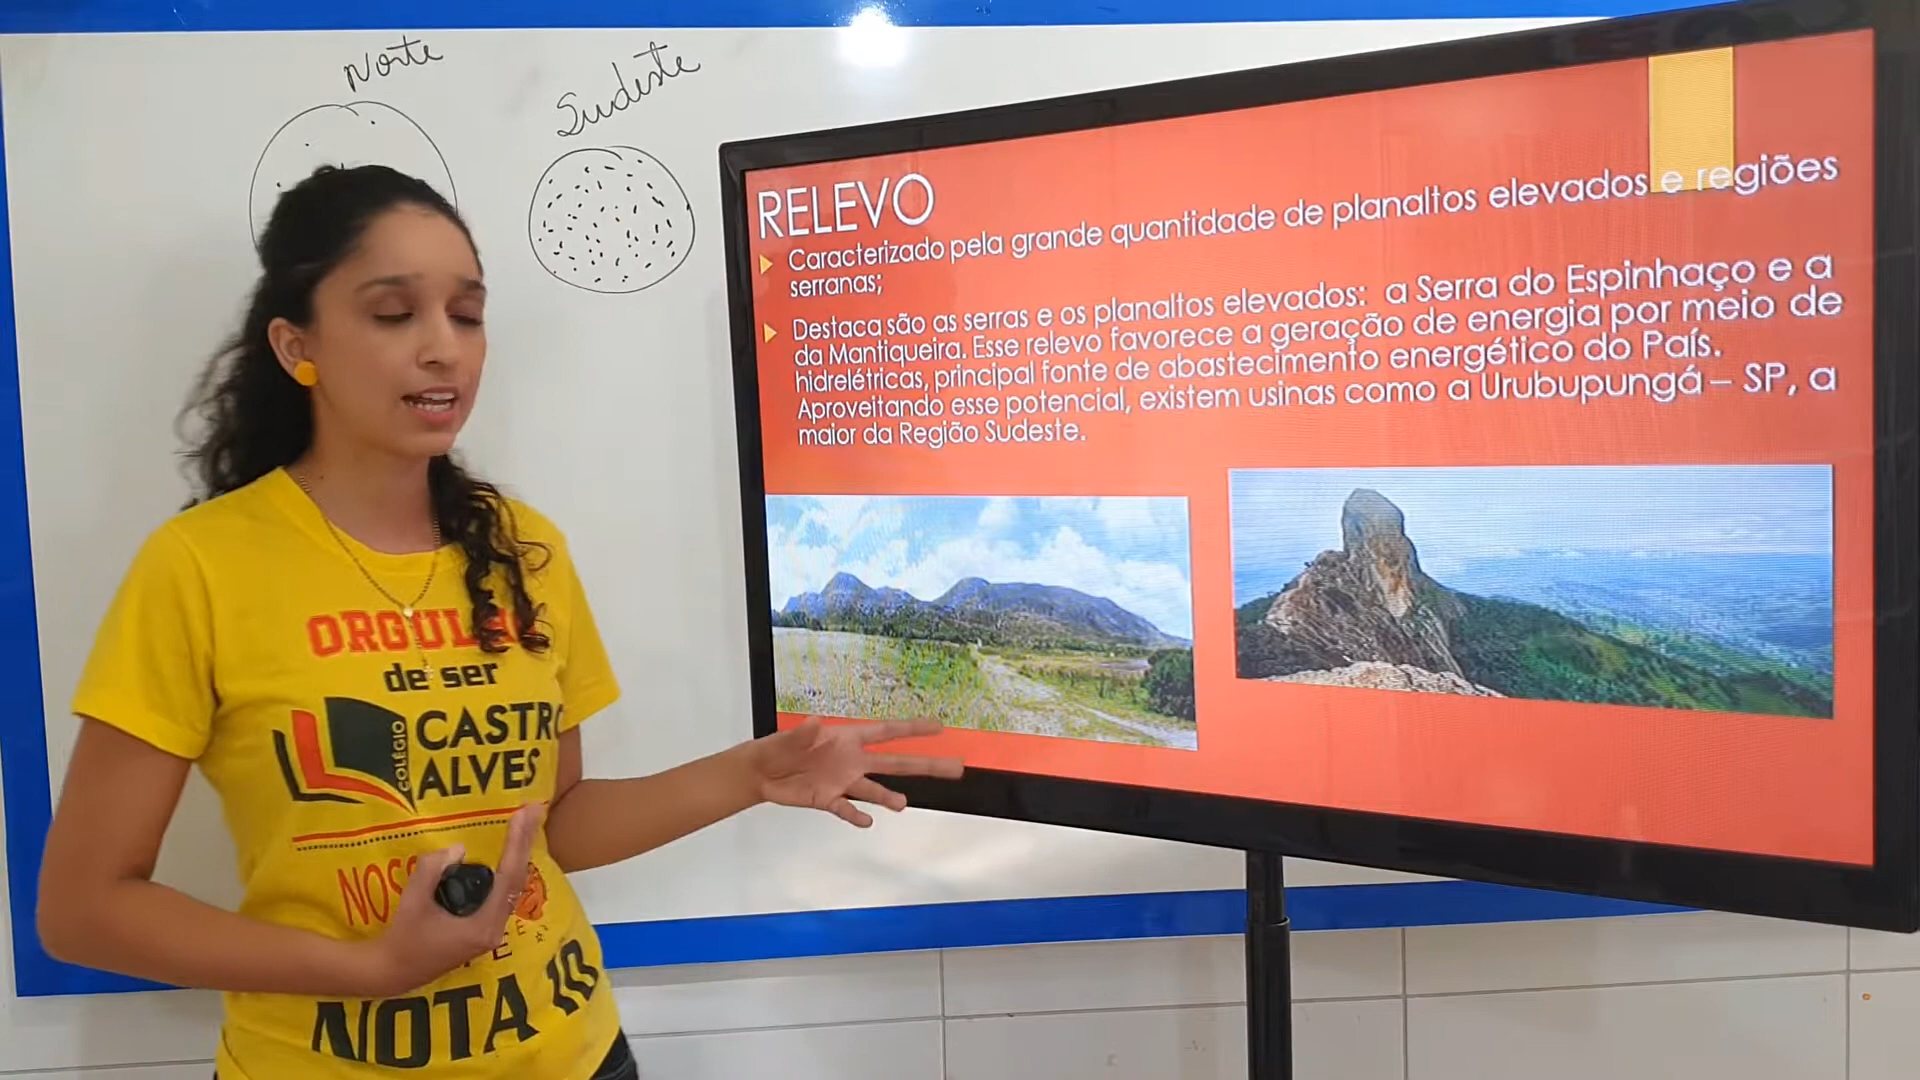 Norte
Sudeste
RELEVO
Caracterizado pela grande quantidade de planaltos elevados e regiões
serranas;
Destaca são as serras e os planaltos elevados: a Serra do Espinhaço e a
da Mantiqueira. Esse relevo favorece a geração de energia por meio de
hidrelétricas, principal fonte de abastecimento energético do País.
Aproveitando esse potencial, existem usinas como a Urubupungá – SP, a
maior da Região Sudeste.
de ser
COLÉGIO
CASTRO
ALVES
NOTA 10